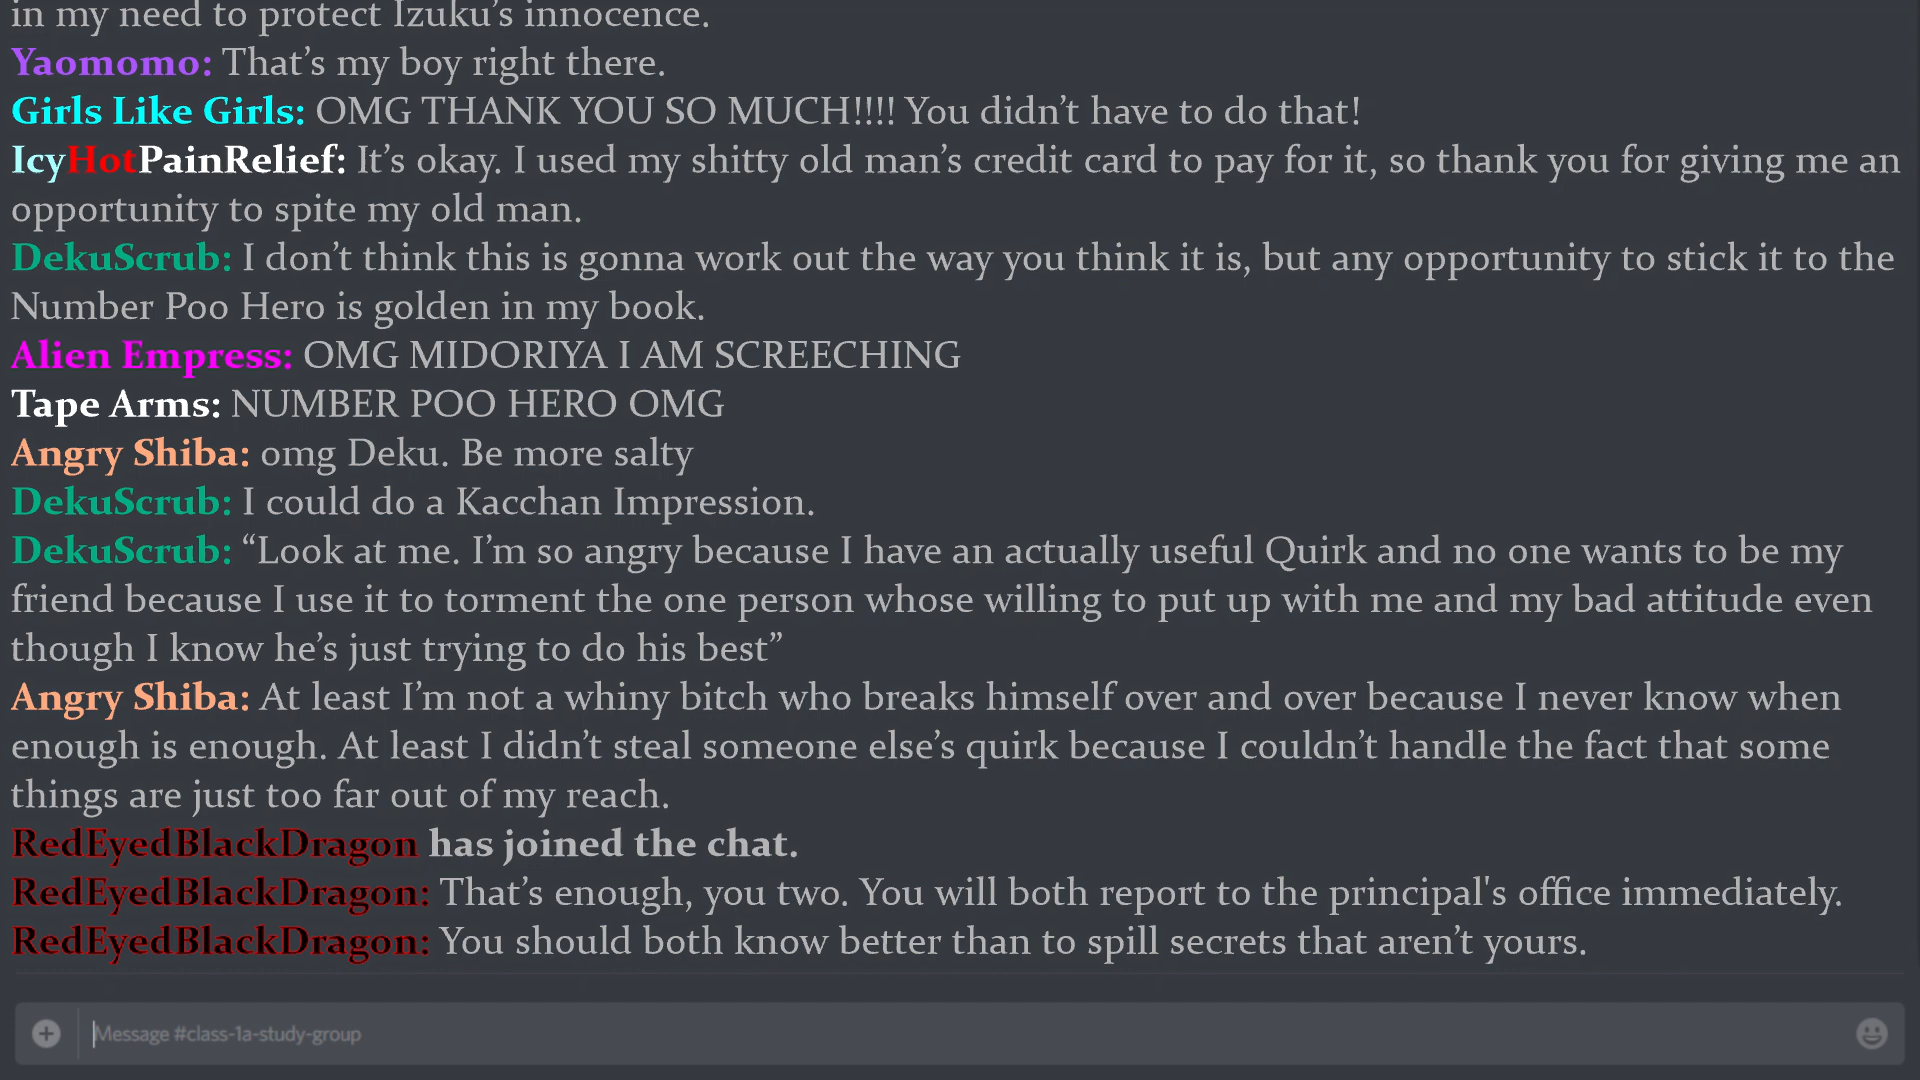 in my need to protect Izuku’s innocence.
Yaomomo: That’s my boy right there.
Girls Like Girls: OMG THANK YOU SO MUCH!!!! You didn’t have to do that!
IcyHotPainRelief: It’s okay. I used my shitty old man’s credit card to pay for it, so thank you for giving me an
opportunity to spite my old man.
DekuScrub: I don’t think this is gonna work out the way you think it is, but any opportunity to stick it to the
Number Poo Hero is golden in my book.
Alien Empress: OMG MIDORIYA I AM SCREECHING
Tape Arms: NUMBER POO HERO OMG
Angry Shiba: omg Deku. Be more salty
DekuScrub: I could do a Kacchan Impression.
DekuScrub: “Look at me. I’m so angry because I have an actually useful Quirk and no one wants to be my
friend because I use it to torment the one person whose willing to put up with me and my bad attitude even
though I know he’s just trying to do his best”
Angry Shiba: At least I’m not a whiny bitch who breaks himself over and over because I never know when
enough is enough. At least I didn’t steal someone else’s quirk because I couldn’t handle the fact that some
things are just too far out of my reach.
RedEyedBlackDragon has joined the chat.
RedEyedBlackDragon: That’s enough, you two. You will both report to the principal's office immediately.
RedEyedBlackDragon: You should both know better than to spill secrets that aren’t yours.
Message #class-1a-study-group